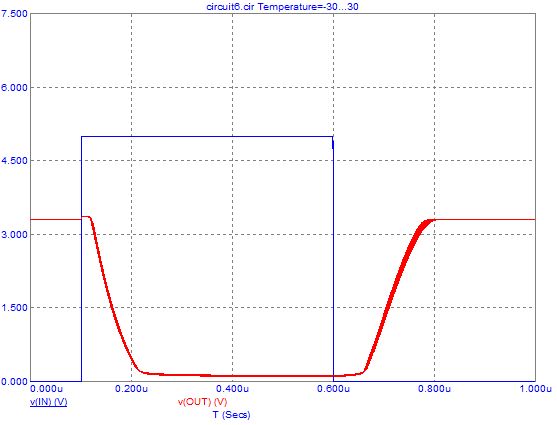 circuit6.cir Temperature=-30...30
7.500
6.000
4.500
3.000
1.500
0.000
0.000u 0.200u 0.400u 0.600u 0.800u 1.000u
v(IN) (V) v(OUT) (V)
T (Secs)